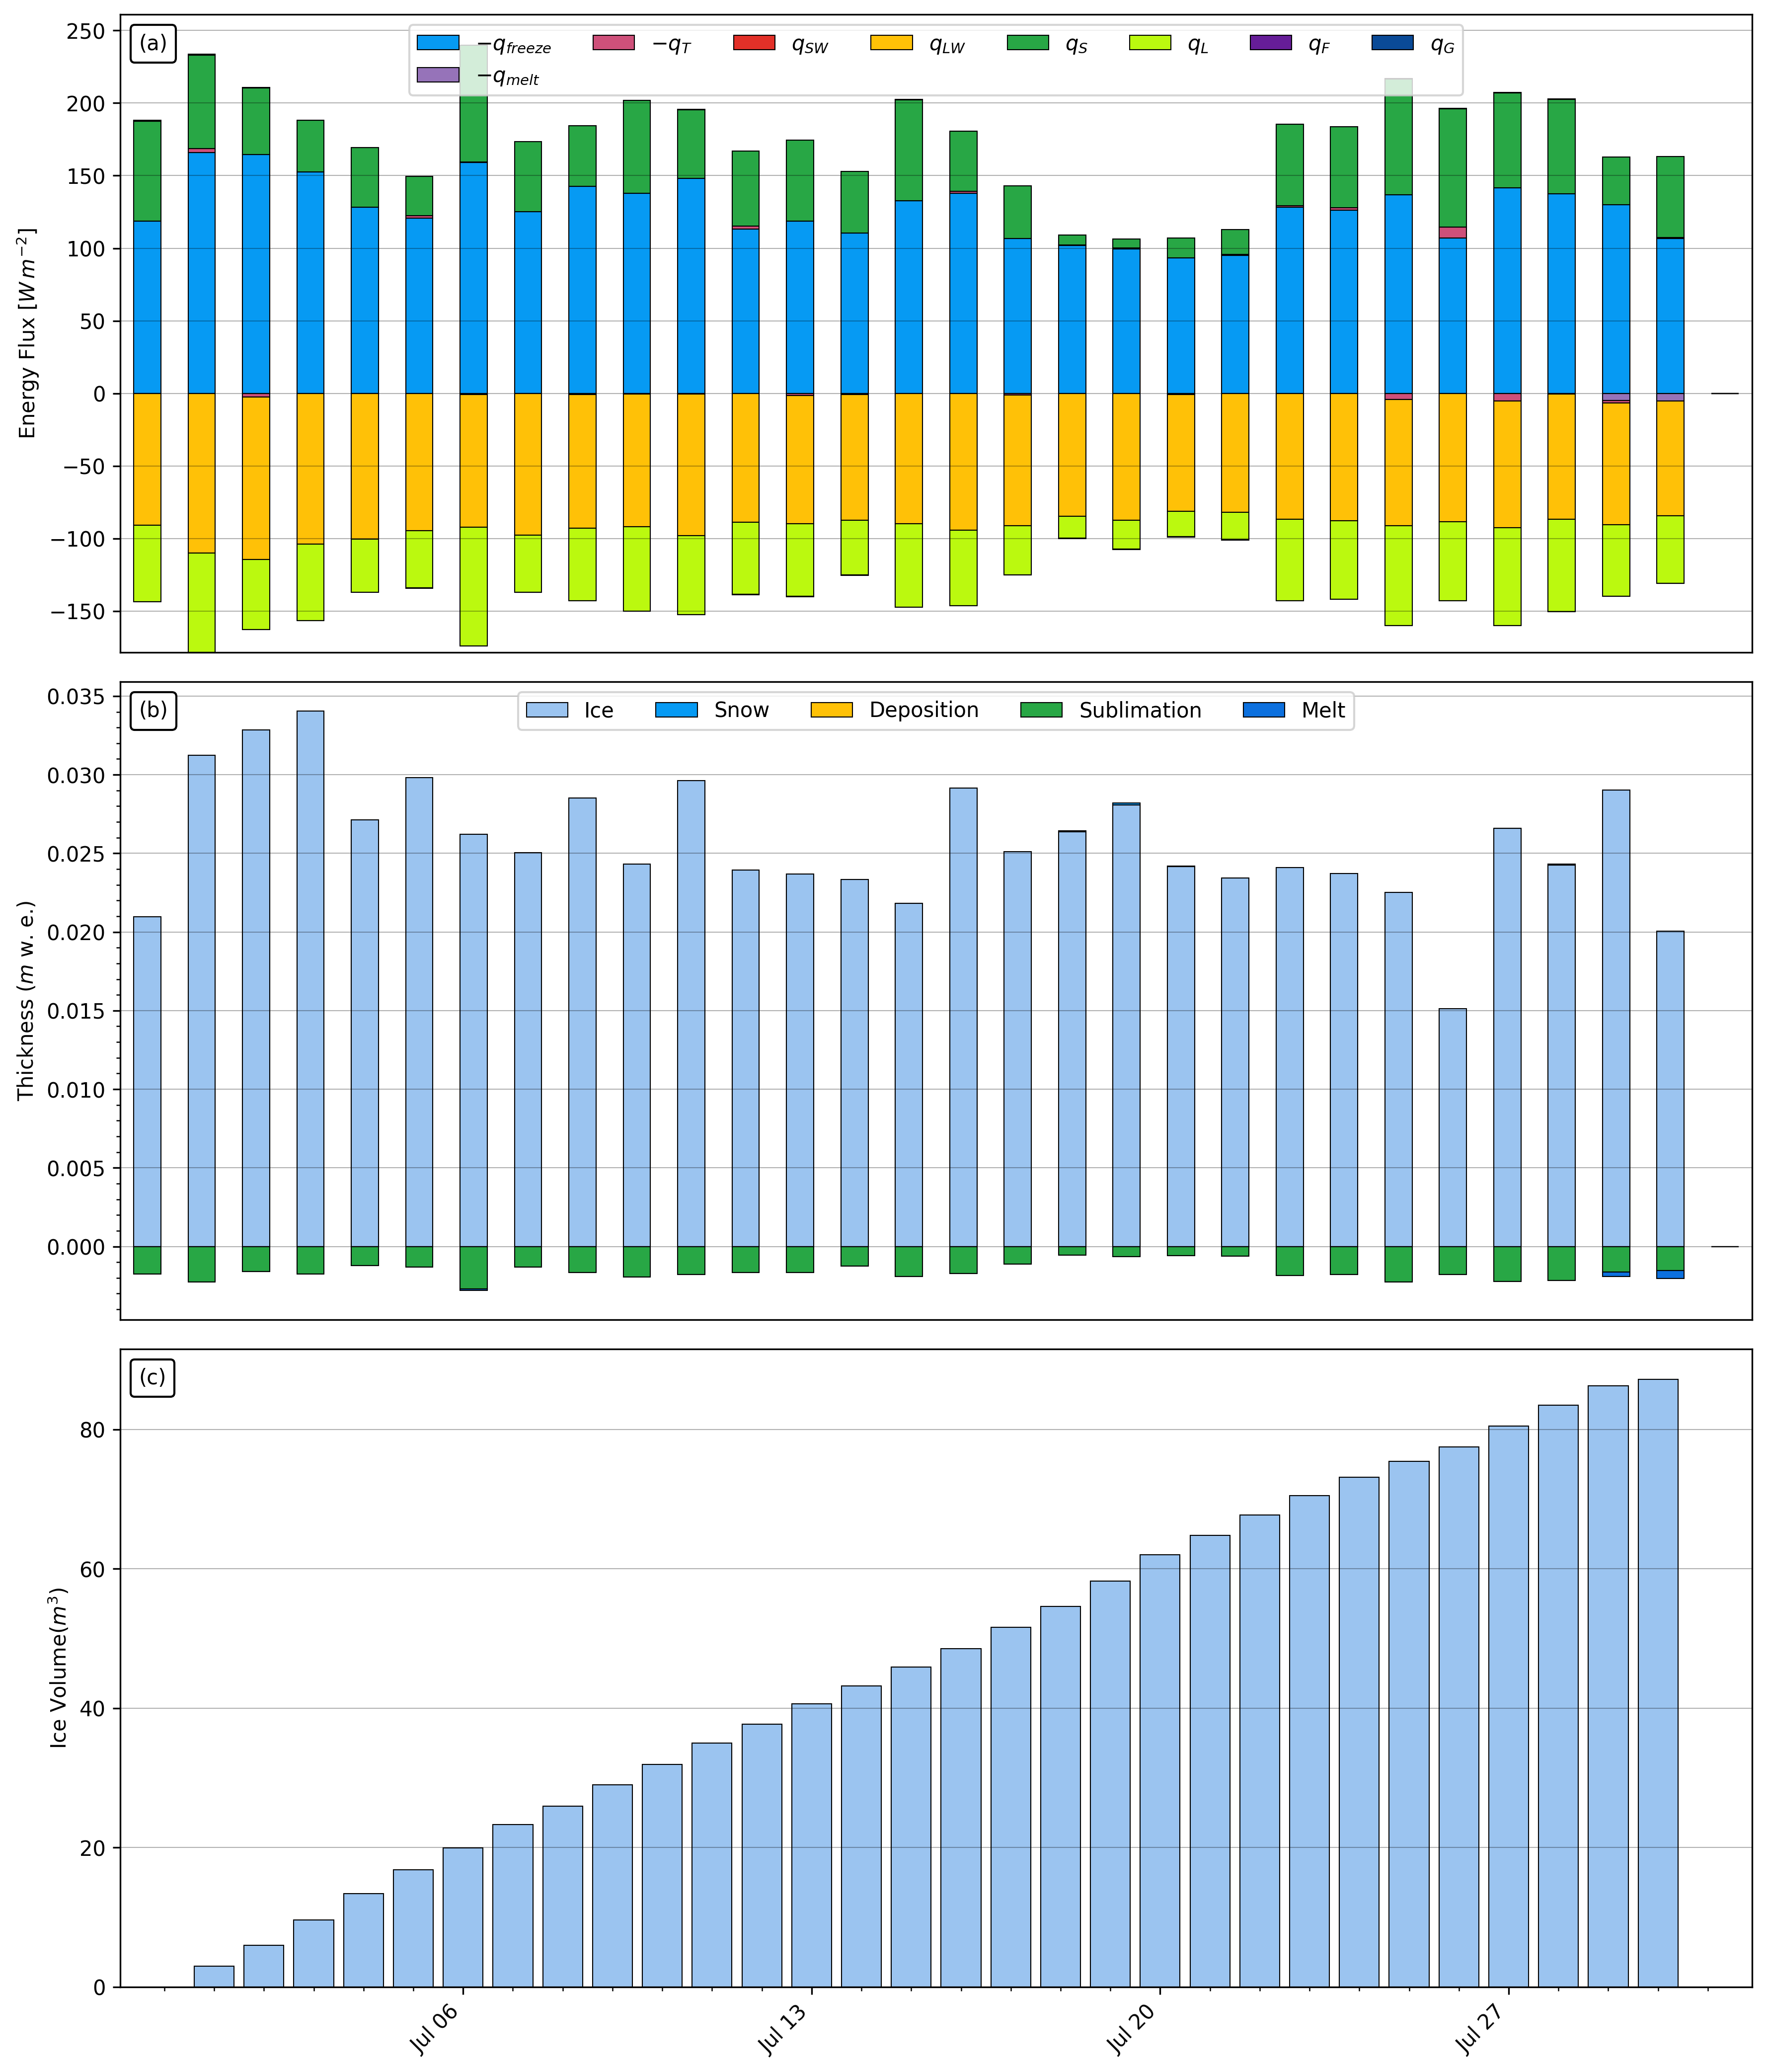 (a)
−q_freeze −q_T q_SW q_LW q_S q_L q_F q_G
−q_melt
250
200
150
100
50
0
−50
−100
−150
Energy Flux [W m⁻²]
(b)
Ice Snow Deposition Sublimation Melt
0.035
0.030
0.025
0.020
0.015
0.010
0.005
0.000
Thickness (m w. e.)
(c)
80
60
40
20
0
Ice Volume(m³)
Jul 06 Jul 13 Jul 20 Jul 27